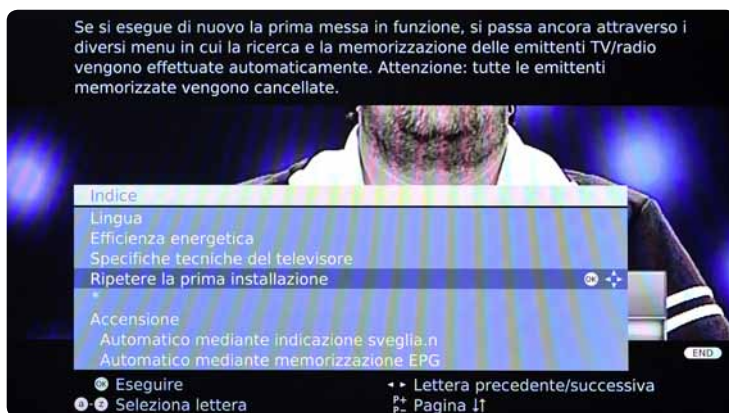 Se si esegue di nuovo la prima messa in funzione, si passa ancora attraverso i
diversi menu in cui la ricerca e la memorizzazione delle emittenti TV/radio
vengono effettuate automaticamente. Attenzione: tutte le emittenti
memorizzate vengono cancellate.
Indice
Lingua
Efficienza energetica
Specifiche tecniche del televisore
Ripetere la prima installazione OK
*
Accensione
Automatico mediante indicazione sveglia.n
Automatico mediante memorizzazione EPG
END
OK Eseguire
◂ ▸ Lettera precedente/successiva
a-z Seleziona lettera
P+ P− Pagina ↓↑